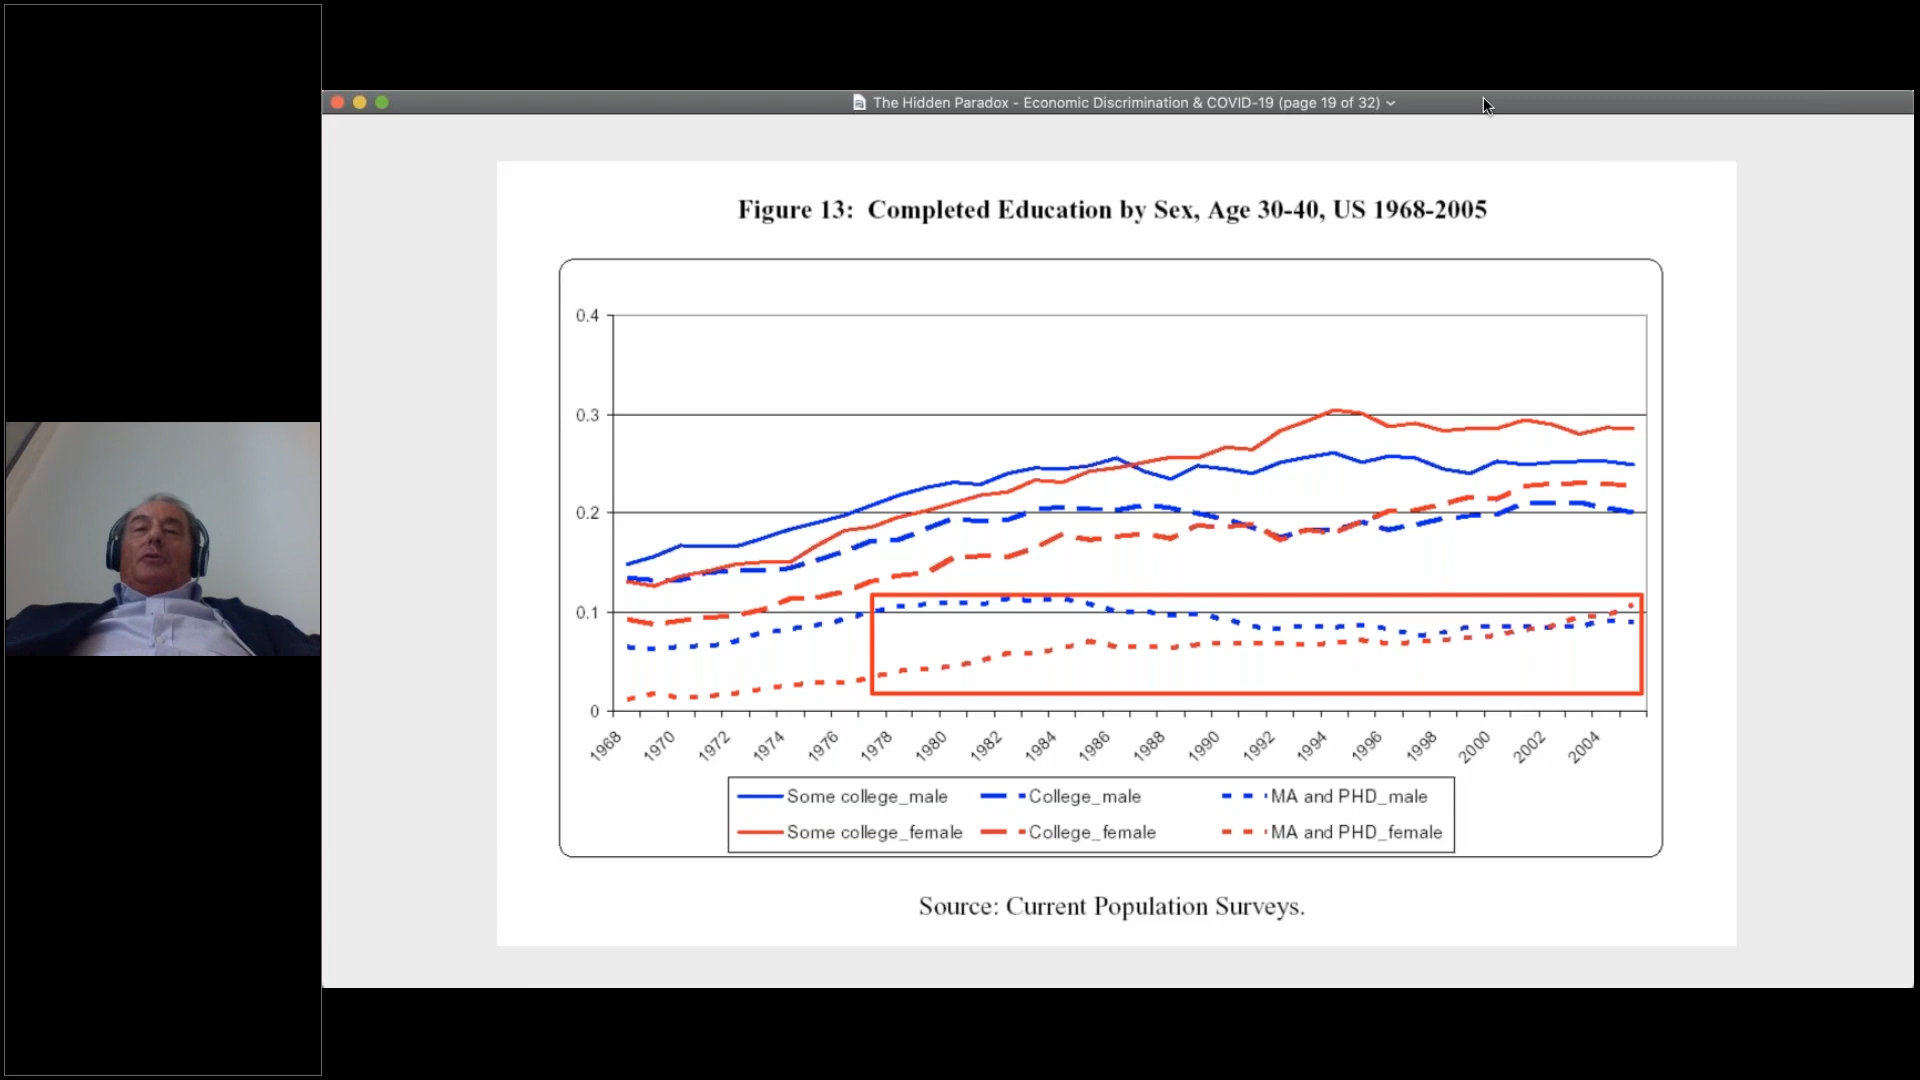 The Hidden Paradox - Economic Discrimination & COVID-19 (page 19 of 32)
Figure 13: Completed Education by Sex, Age 30-40, US 1968-2005
0.4
0.3
0.2
0.1
0
1968 1970 1972 1974 1976 1978 1980 1982 1984 1986 1988 1990 1992 1994 1996 1998 2000 2002 2004
Some college_male College_male MA and PHD_male
Some college_female College_female MA and PHD_female
Source: Current Population Surveys.